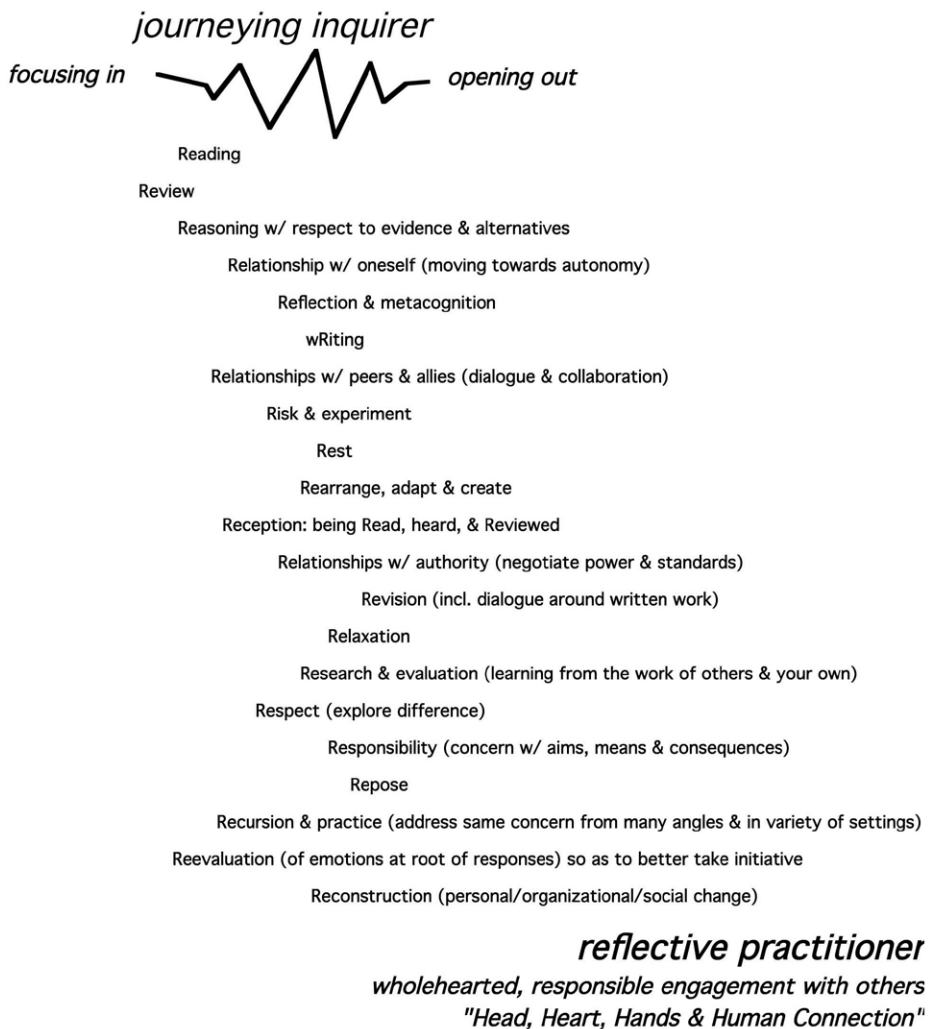 journeying inquirer
focusing in
opening out
Reading
Review
Reasoning w/ respect to evidence & alternatives
Relationship w/ oneself (moving towards autonomy)
Reflection & metacognition
wRiting
Relationships w/ peers & allies (dialogue & collaboration)
Risk & experiment
Rest
Rearrange, adapt & create
Reception: being Read, heard, & Reviewed
Relationships w/ authority (negotiate power & standards)
Revision (incl. dialogue around written work)
Relaxation
Research & evaluation (learning from the work of others & your own)
Respect (explore difference)
Responsibility (concern w/ aims, means & consequences)
Repose
Recursion & practice (address same concern from many angles & in variety of settings)
Reevaluation (of emotions at root of responses) so as to better take initiative
Reconstruction (personal/organizational/social change)
reflective practitioner
wholehearted, responsible engagement with others
"Head, Heart, Hands & Human Connection"